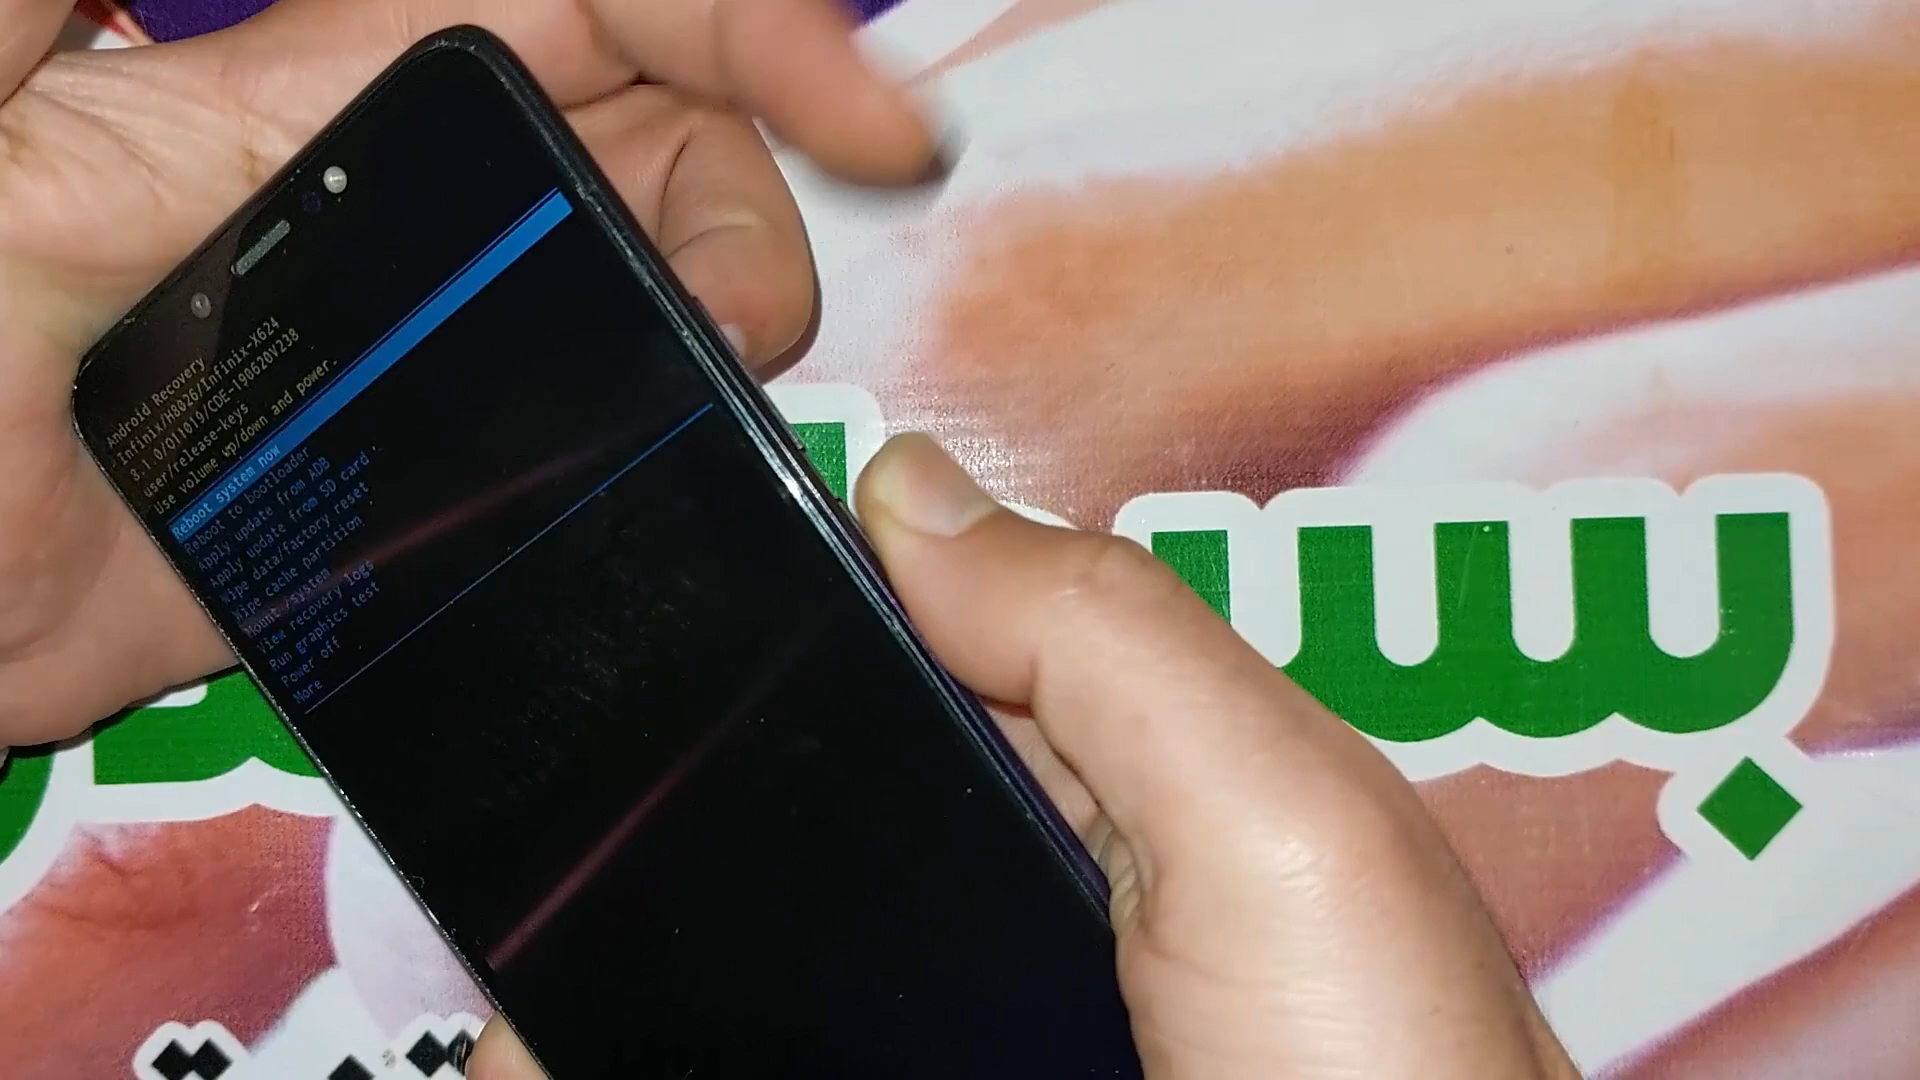 Android Recovery
Infinix/H8026/Infinix-X624
8.1.0/O11019/CDE-190620V238
user/release-keys
Use volume up/down and power.
Reboot system now
Reboot to bootloader
Apply update from ADB
Apply update from SD card
Wipe data/factory reset
Wipe cache partition
Mount /system
View recovery logs
Run graphics test
Power off
More